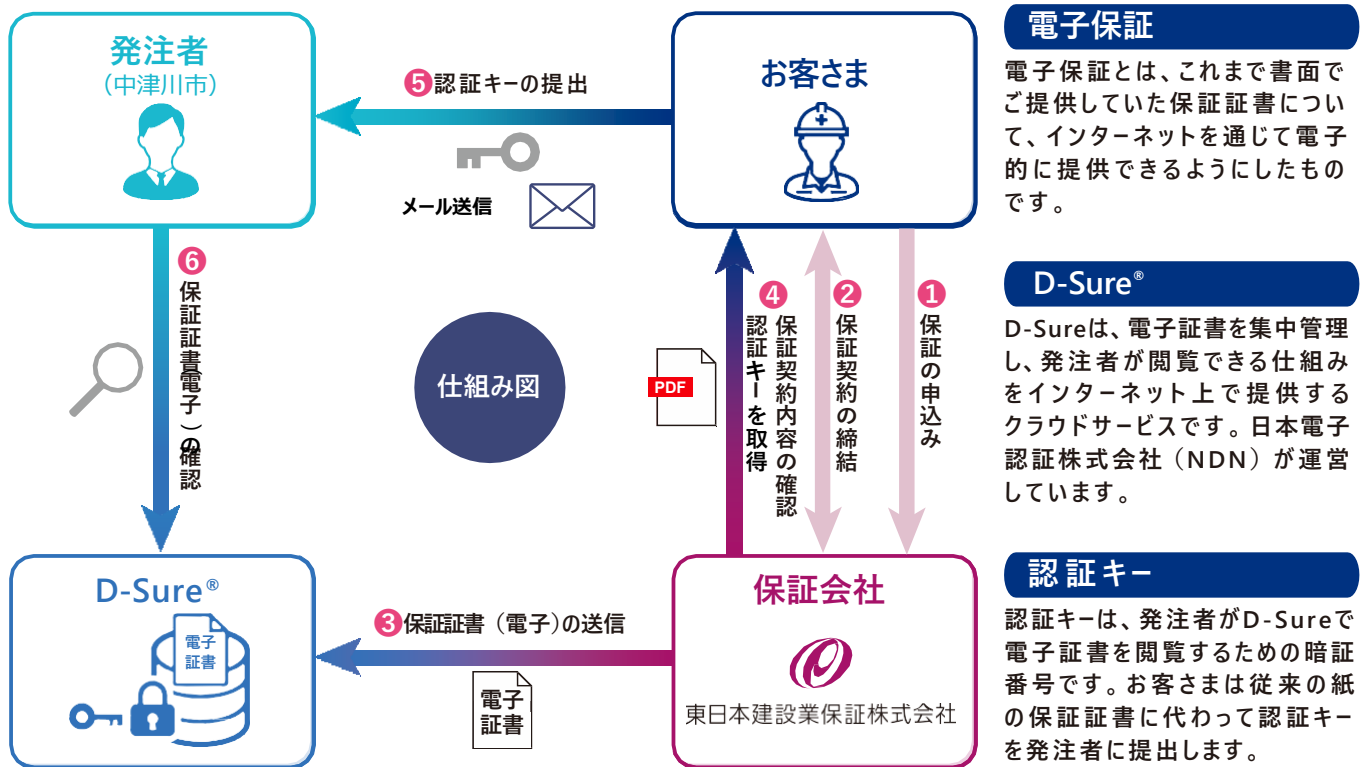 発注者
(中津川市)
❺認証キーの提出
メール送信
お客さま
❻
保証証書(電子)の確認
仕組み図
❹
保証契約内容の確認
認証キーを取得
PDF
❷
保証契約の締結
❶
保証の申込み
D-Sure®
電子
証書
❸保証証書（電子）の送信
電子
証書
保証会社
東日本建設業保証株式会社
電子保証
電子保証とは、これまで書面で
ご提供していた保証証書につい
て、インターネットを通じて電子
的に提供できるようにしたもの
です。
D-Sure®
D-Sureは、電子証書を集中管理
し、発注者が閲覧できる仕組み
をインターネット上で提供する
クラウドサービスです。日本電子
認証株式会社（NDN）が運営
しています。
認証キー
認証キーは、発注者がD-Sureで
電子証書を閲覧するための暗証
番号です。お客さまは従来の紙
の保証証書に代わって認証キー
を発注者に提出します。